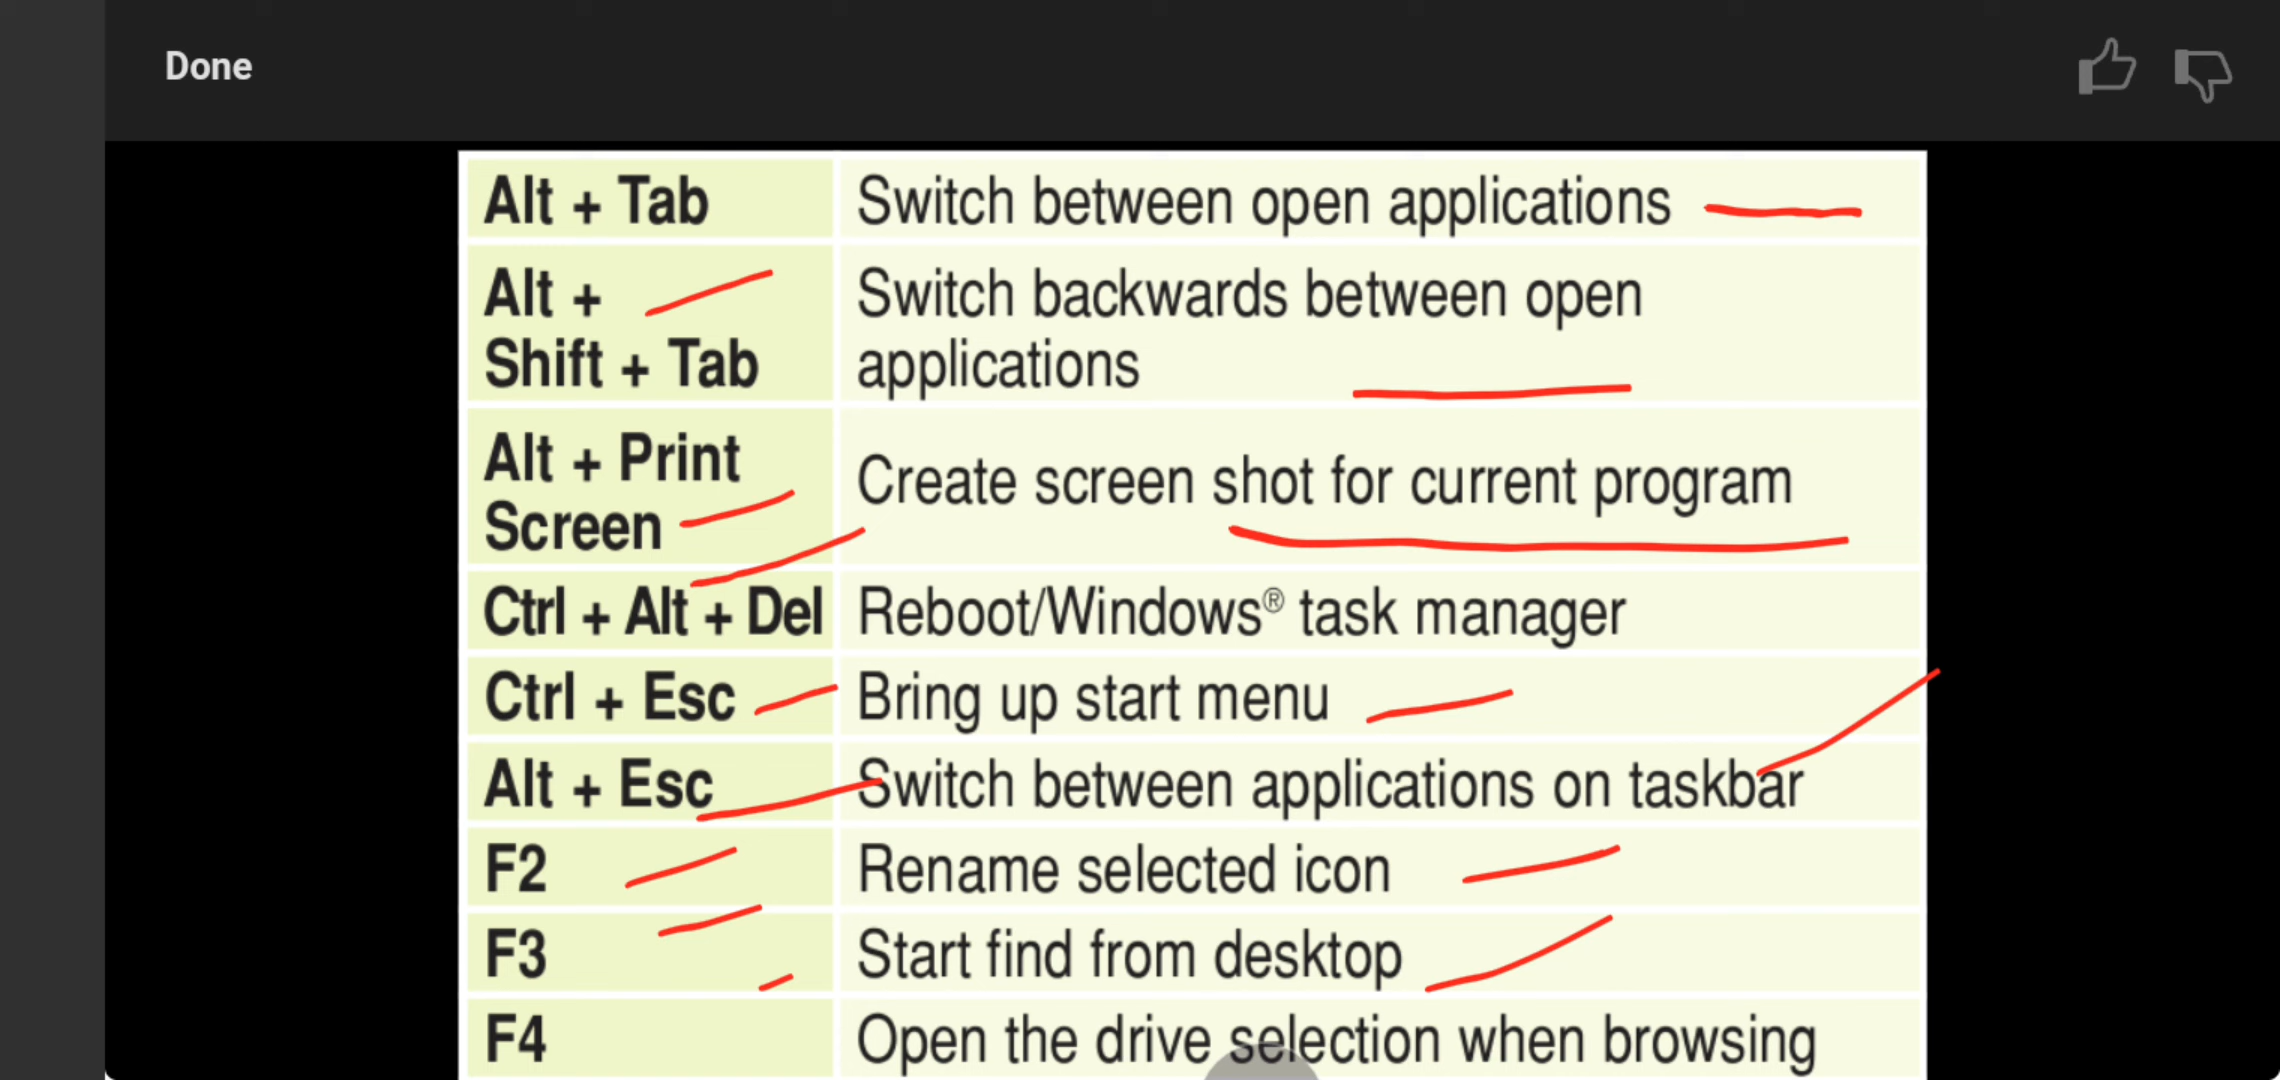 Done
Alt + Tab Switch between open applications
Alt + Switch backwards between open
Shift + Tab applications
Alt + Print
Screen Create screen shot for current program
Ctrl + Alt + Del Reboot/Windows® task manager
Ctrl + Esc Bring up start menu
Alt + Esc Switch between applications on taskbar
F2 Rename selected icon
F3 Start find from desktop
F4 Open the drive selection when browsing